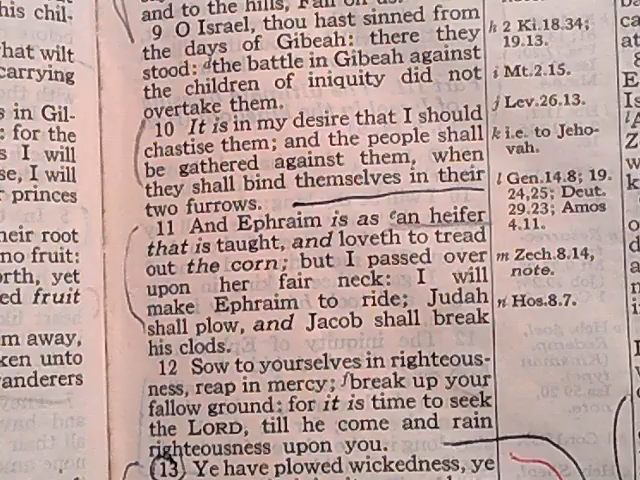 his chil-
hat wilt
carrying
s in Gil-
: for the
s I will
se, I will
r princes
heir root
no fruit:
orth, yet
ed fruit
m away,
ken unto
anderers
and to the hills, Fall on us.
9 O Israel, thou hast sinned from
the days of Gibeah: there they
stood: dthe battle in Gibeah against
the children of iniquity did not
overtake them.
10 It is in my desire that I should
chastise them; and the people shall
be gathered against them, when
they shall bind themselves in their
two furrows.
11 And Ephraim is as ean heifer
that is taught, and loveth to tread
out the corn; but I passed over
upon her fair neck: I will
make Ephraim to ride; Judah
shall plow, and Jacob shall break
his clods.
12 Sow to yourselves in righteous-
ness, reap in mercy; fbreak up your
fallow ground: for it is time to seek
the LORD, till he come and rain
righteousness upon you.
13 Ye have plowed wickedness, ye
h 2 Ki.18.34;
19.13.
i Mt.2.15.
j Lev.26.13.
k i.e. to Jeho-
vah.
l Gen.14.8; 19.
24,25; Deut.
29.23; Amos
4.11.
m Zech.8.14,
note.
n Hos.8.7.